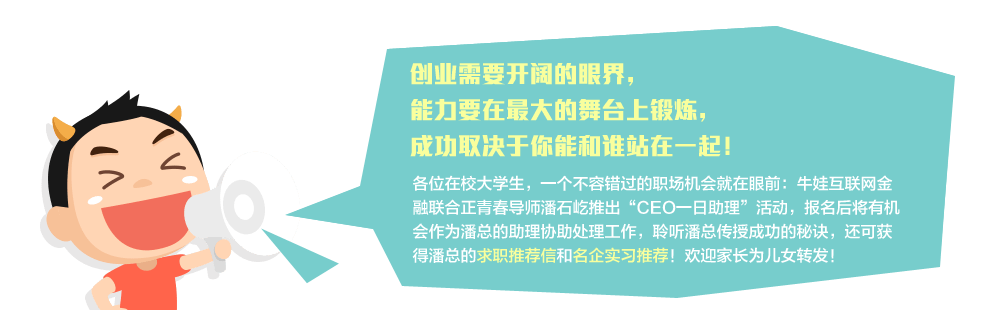 创业需要开阔的眼界，
能力要在最大的舞台上锻炼，
成功取决于你能和谁站在一起！
各位在校大学生，一个不容错过的职场机会就在眼前：牛娃互联网金
融联合正青春导师潘石屹推出“CEO一日助理”活动，报名后将有机
会作为潘总的助理协助处理工作，聆听潘总传授成功的秘诀，还可获
得潘总的求职推荐信和名企实习推荐！欢迎家长为儿女转发！